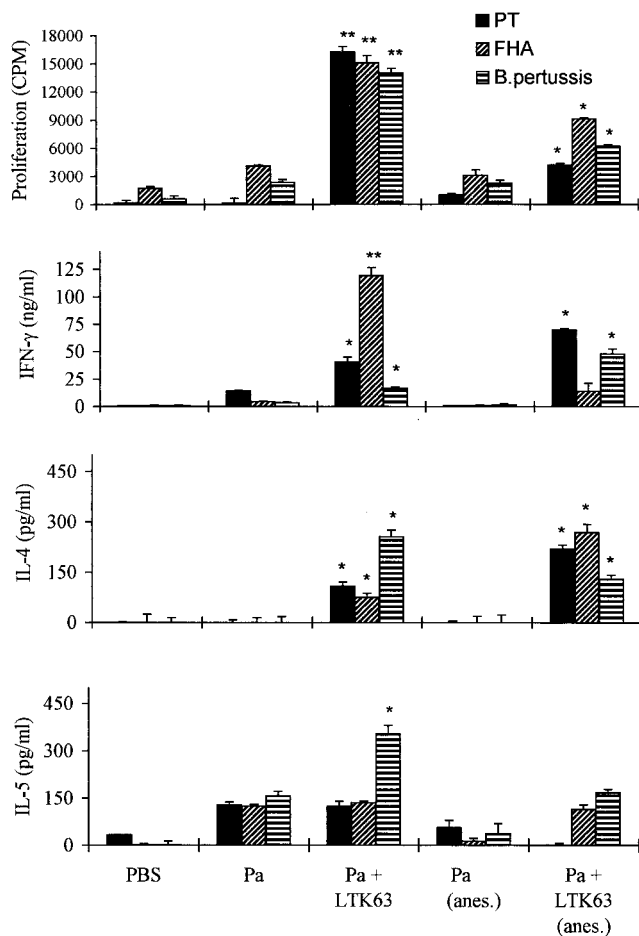 PT
FHA
B.pertussis
Proliferation (CPM)
18000
15000
12000
9000
6000
3000
0
** ** **
* * *
IFN-γ (ng/ml)
125
100
75
50
25
0
* ** *
* *
IL-4 (pg/ml)
450
300
150
0
* * *
* * *
IL-5 (pg/ml)
450
300
150
0
*
PBS Pa Pa + Pa Pa +
LTK63 (anes.) LTK63
(anes.)